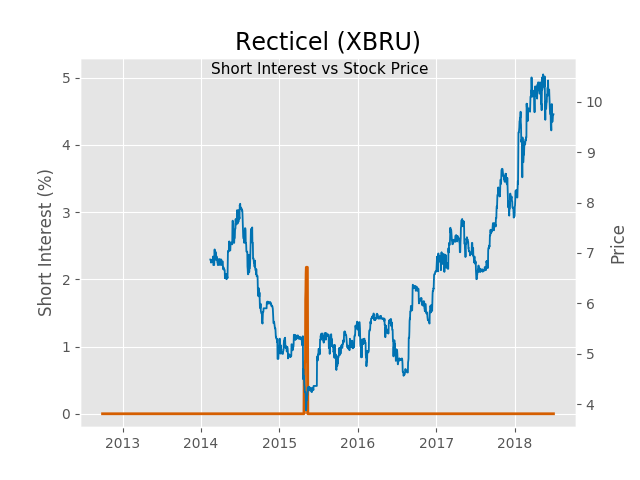 Recticel (XBRU)
Short Interest vs Stock Price
Short Interest (%)
5
4
3
2
1
0
10
9
8
7
6
5
4
Price
2013 2014 2015 2016 2017 2018